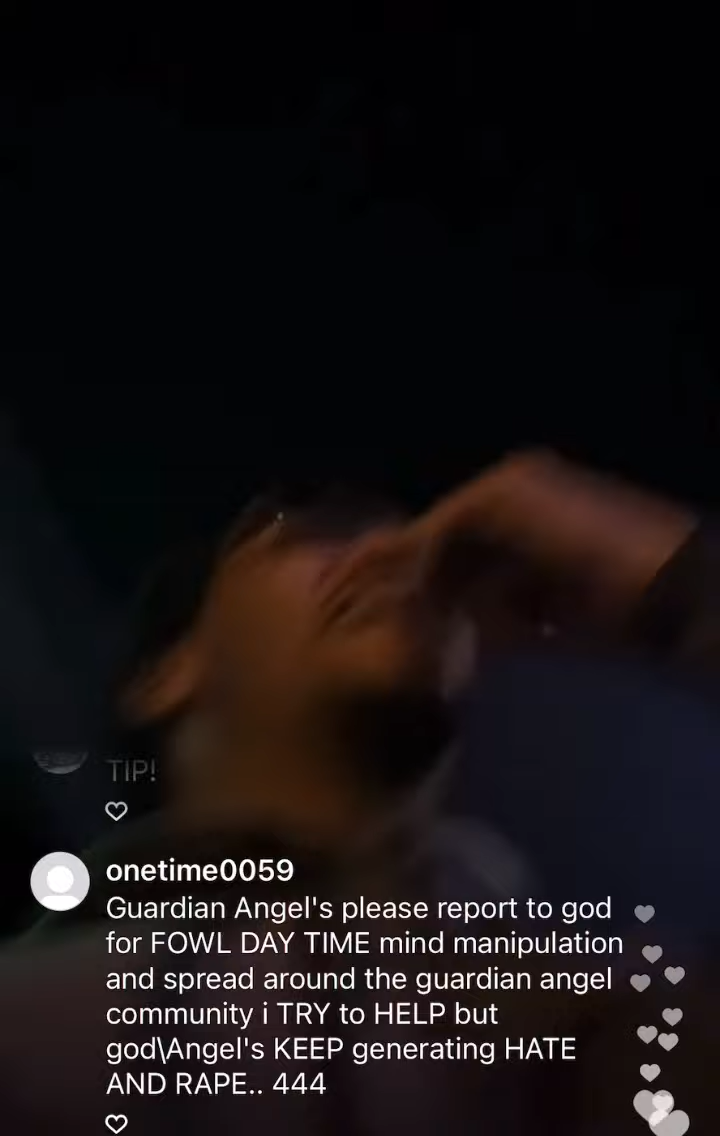 TIP!
onetime0059
Guardian Angel's please report to god
for FOWL DAY TIME mind manipulation
and spread around the guardian angel
community i TRY to HELP but
god\Angel's KEEP generating HATE
AND RAPE.. 444